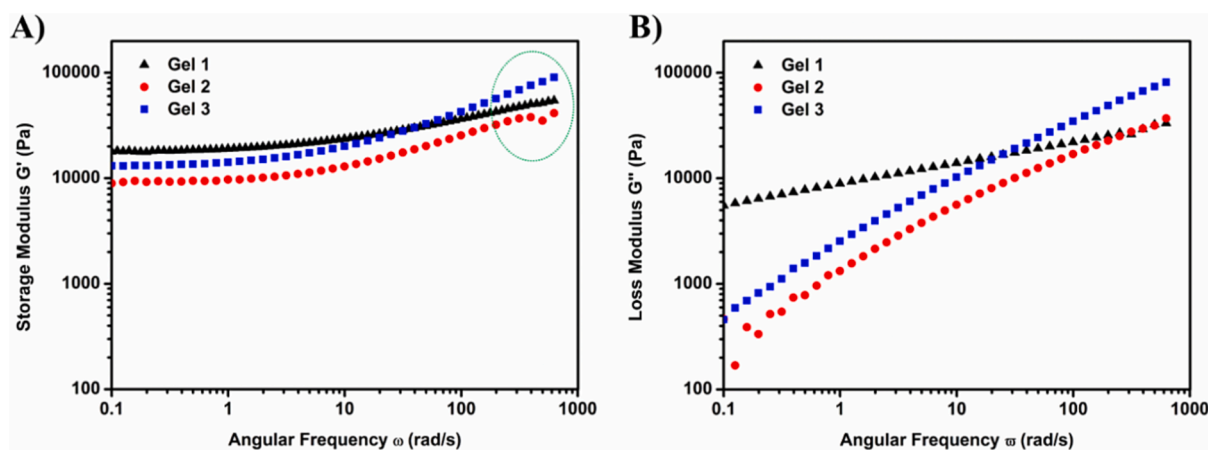 A)
Gel 1
Gel 2
Gel 3
100000
10000
1000
100
Storage Modulus G' (Pa)
0.1 1 10 100 1000
Angular Frequency ω (rad/s)
B)
Gel 1
Gel 2
Gel 3
100000
10000
1000
100
Loss Modulus G'' (Pa)
0.1 1 10 100 1000
Angular Frequency ϖ (rad/s)